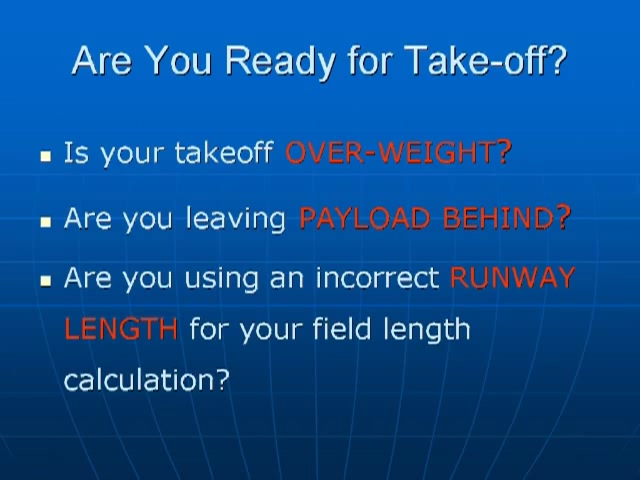 Are You Ready for Take-off?
Is your takeoff OVER-WEIGHT?
Are you leaving PAYLOAD BEHIND?
Are you using an incorrect RUNWAY
LENGTH for your field length
calculation?